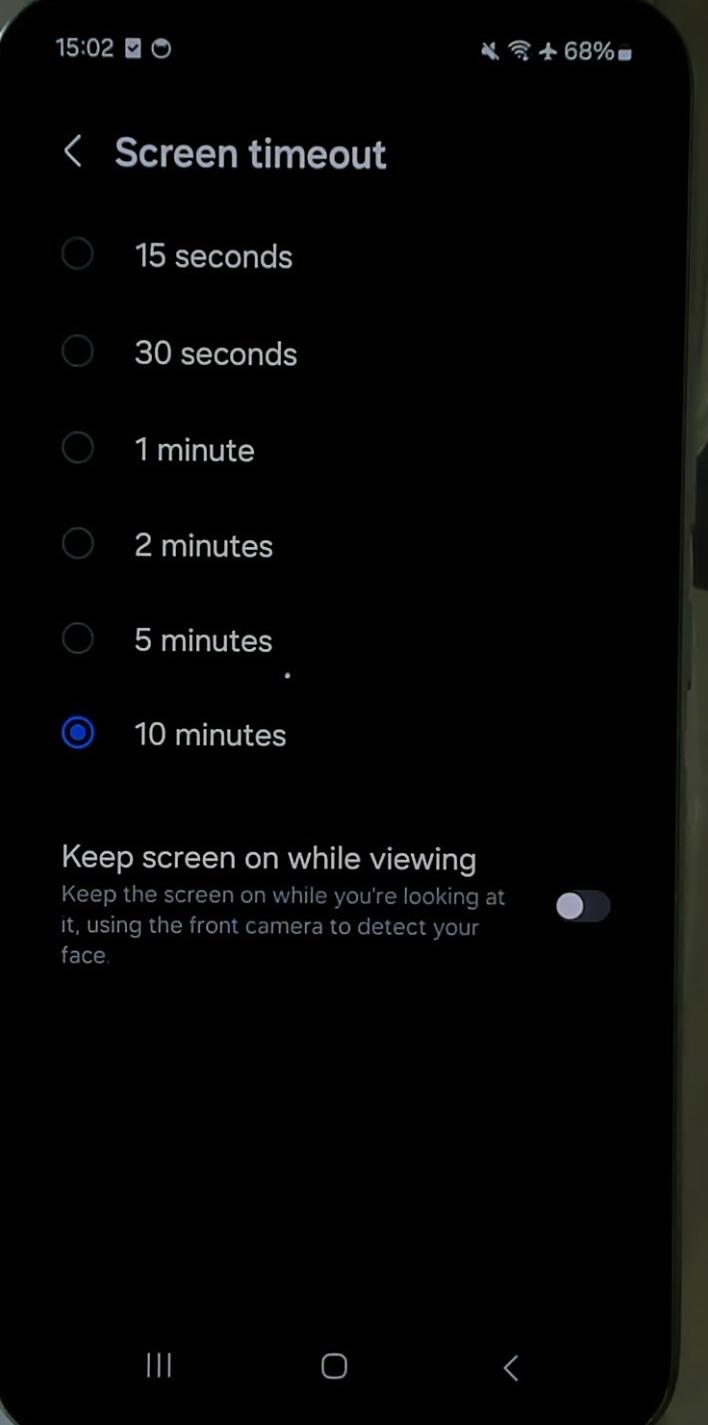 15:02 68%
Screen timeout
15 seconds
30 seconds
1 minute
2 minutes
5 minutes
10 minutes
Keep screen on while viewing
Keep the screen on while you're looking at
it, using the front camera to detect your
face.